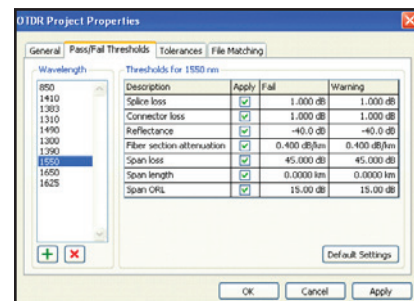 OTDR Project Properties
General Pass/Fail Thresholds Tolerances File Matching
Wavelength
850
1410
1383
1310
1490
1300
1390
1550
1650
1625
Thresholds for 1550 nm
Description Apply Fail Warning
Splice loss 1.000 dB 1.000 dB
Connector loss 1.000 dB 1.000 dB
Reflectance -40.0 dB -40.0 dB
Fiber section attenuation 0.400 dB/km 0.400 dB/km
Span loss 45.000 dB 45.000 dB
Span length 0.0000 km 0.0000 km
Span ORL 15.00 dB 15.00 dB
Default Settings
OK Cancel Apply